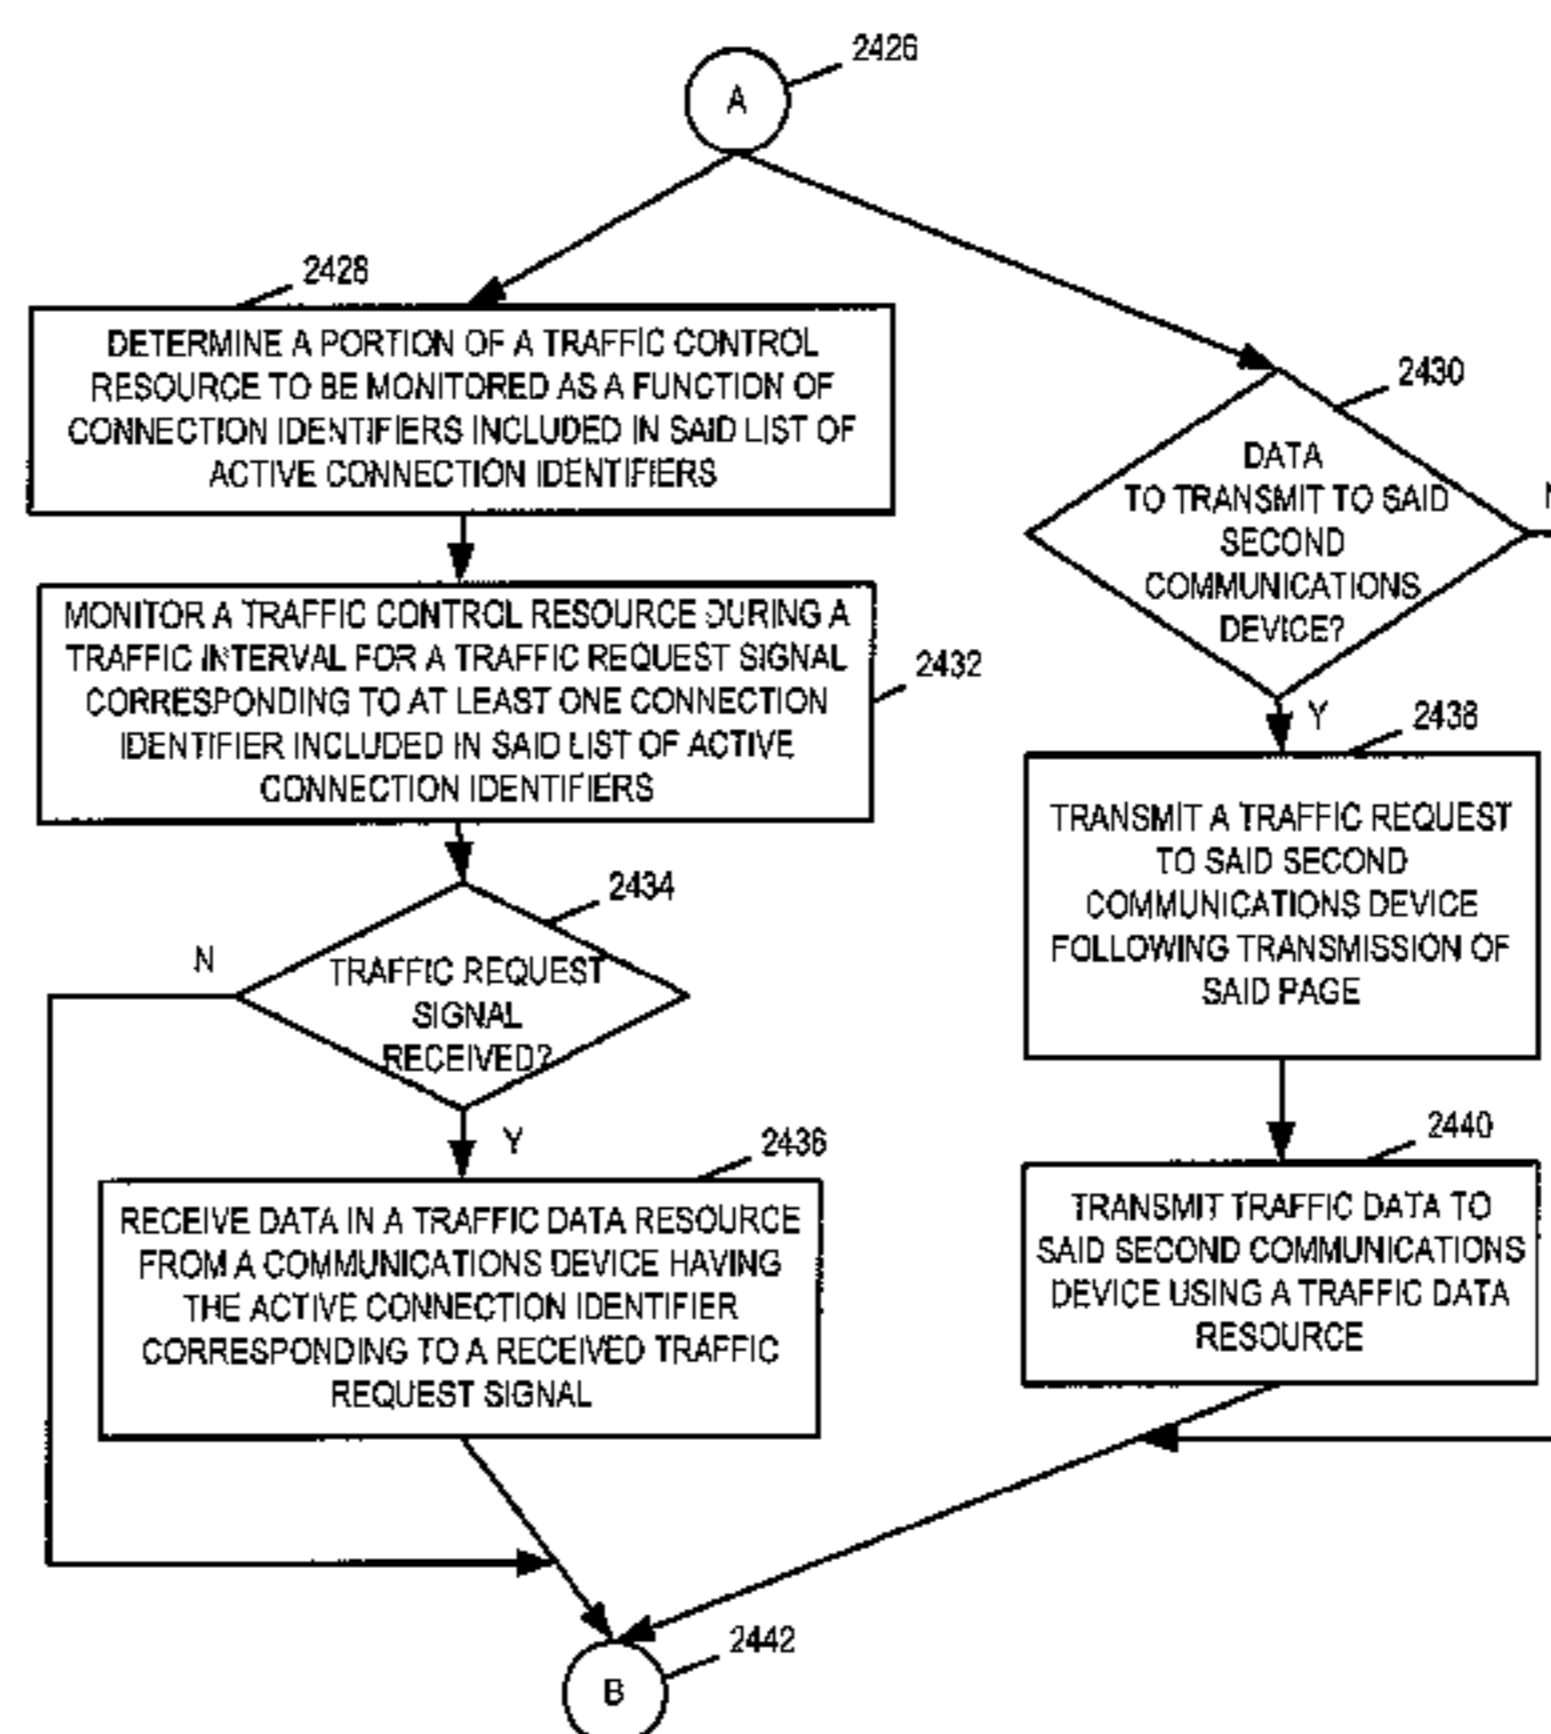 2426
A
2428
DETERMINE A PORTION OF A TRAFFIC CONTROL
RESOURCE TO BE MONITORED AS A FUNCTION OF
CONNECTION IDENTIFIERS INCLUDED IN SAID LIST OF
ACTIVE CONNECTION IDENTIFIERS
2430
DATA
TO TRANSMIT TO SAID
SECOND
COMMUNICATIONS
DEVICE?
MONITOR A TRAFFIC CONTROL RESOURCE DURING A
TRAFFIC INTERVAL FOR A TRAFFIC REQUEST SIGNAL
CORRESPONDING TO AT LEAST ONE CONNECTION
IDENTIFIER INCLUDED IN SAID LIST OF ACTIVE
CONNECTION IDENTIFIERS
2432
Y
2438
TRANSMIT A TRAFFIC REQUEST
TO SAID SECOND
COMMUNICATIONS DEVICE
FOLLOWING TRANSMISSION OF
SAID PAGE
2434
N
TRAFFIC REQUEST
SIGNAL
RECEIVED?
Y
2436
RECEIVE DATA IN A TRAFFIC DATA RESOURCE
FROM A COMMUNICATIONS DEVICE HAVING
THE ACTIVE CONNECTION IDENTIFIER
CORRESPONDING TO A RECEIVED TRAFFIC
REQUEST SIGNAL
2440
TRANSMIT TRAFFIC DATA TO
SAID SECOND COMMUNICATIONS
DEVICE USING A TRAFFIC DATA
RESOURCE
2442
B